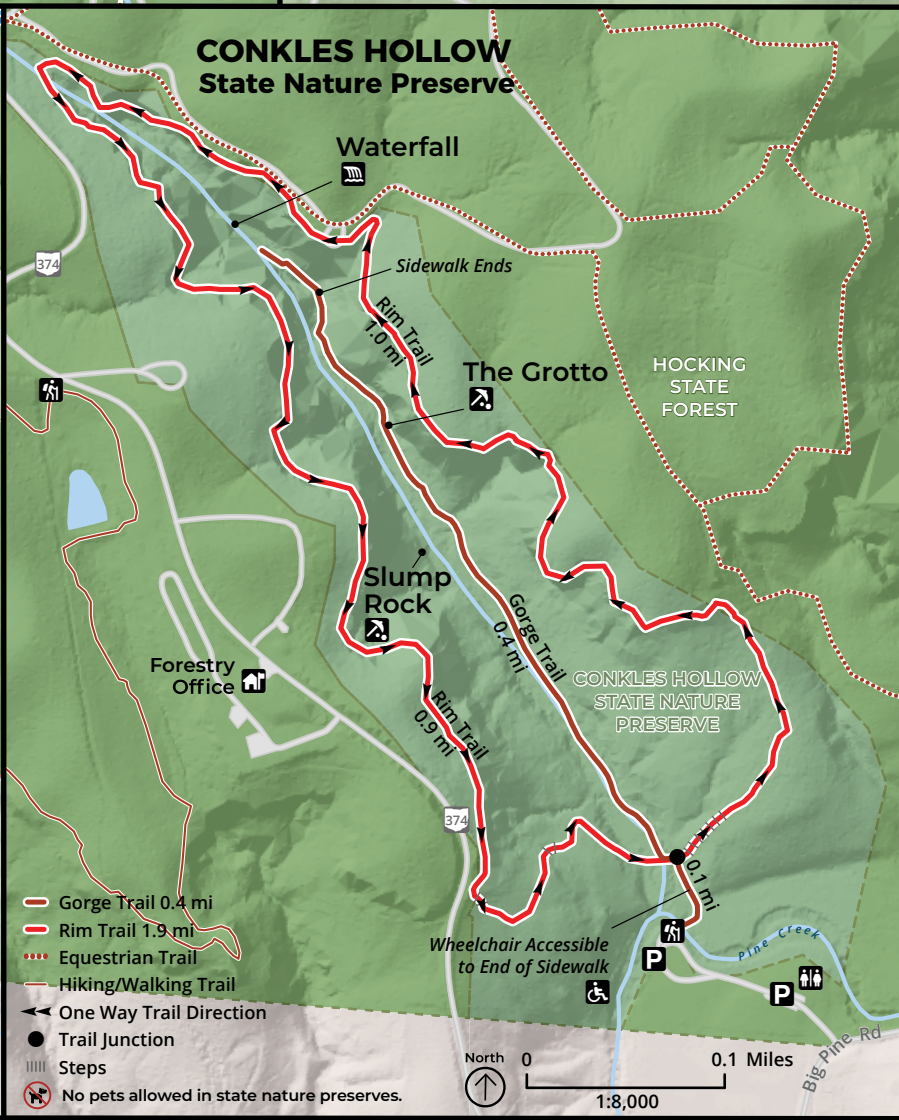 CONKLES HOLLOW
State Nature Preserve
Waterfall
374
Sidewalk Ends
Rim Trail
1.0 mi
The Grotto
HOCKING
STATE
FOREST
Slump
Rock
Gorge Trail
0.4 mi
Forestry
Office
CONKLES HOLLOW
STATE NATURE
PRESERVE
Rim Trail
0.9 mi
374
0.1 mi
Wheelchair Accessible
to End of Sidewalk
Pine Creek
P
P
Big Pine Rd
Gorge Trail 0.4 mi
Rim Trail 1.9 mi
Equestrian Trail
Hiking/Walking Trail
One Way Trail Direction
Trail Junction
Steps
No pets allowed in state nature preserves.
North
0 0.1 Miles
1:8,000